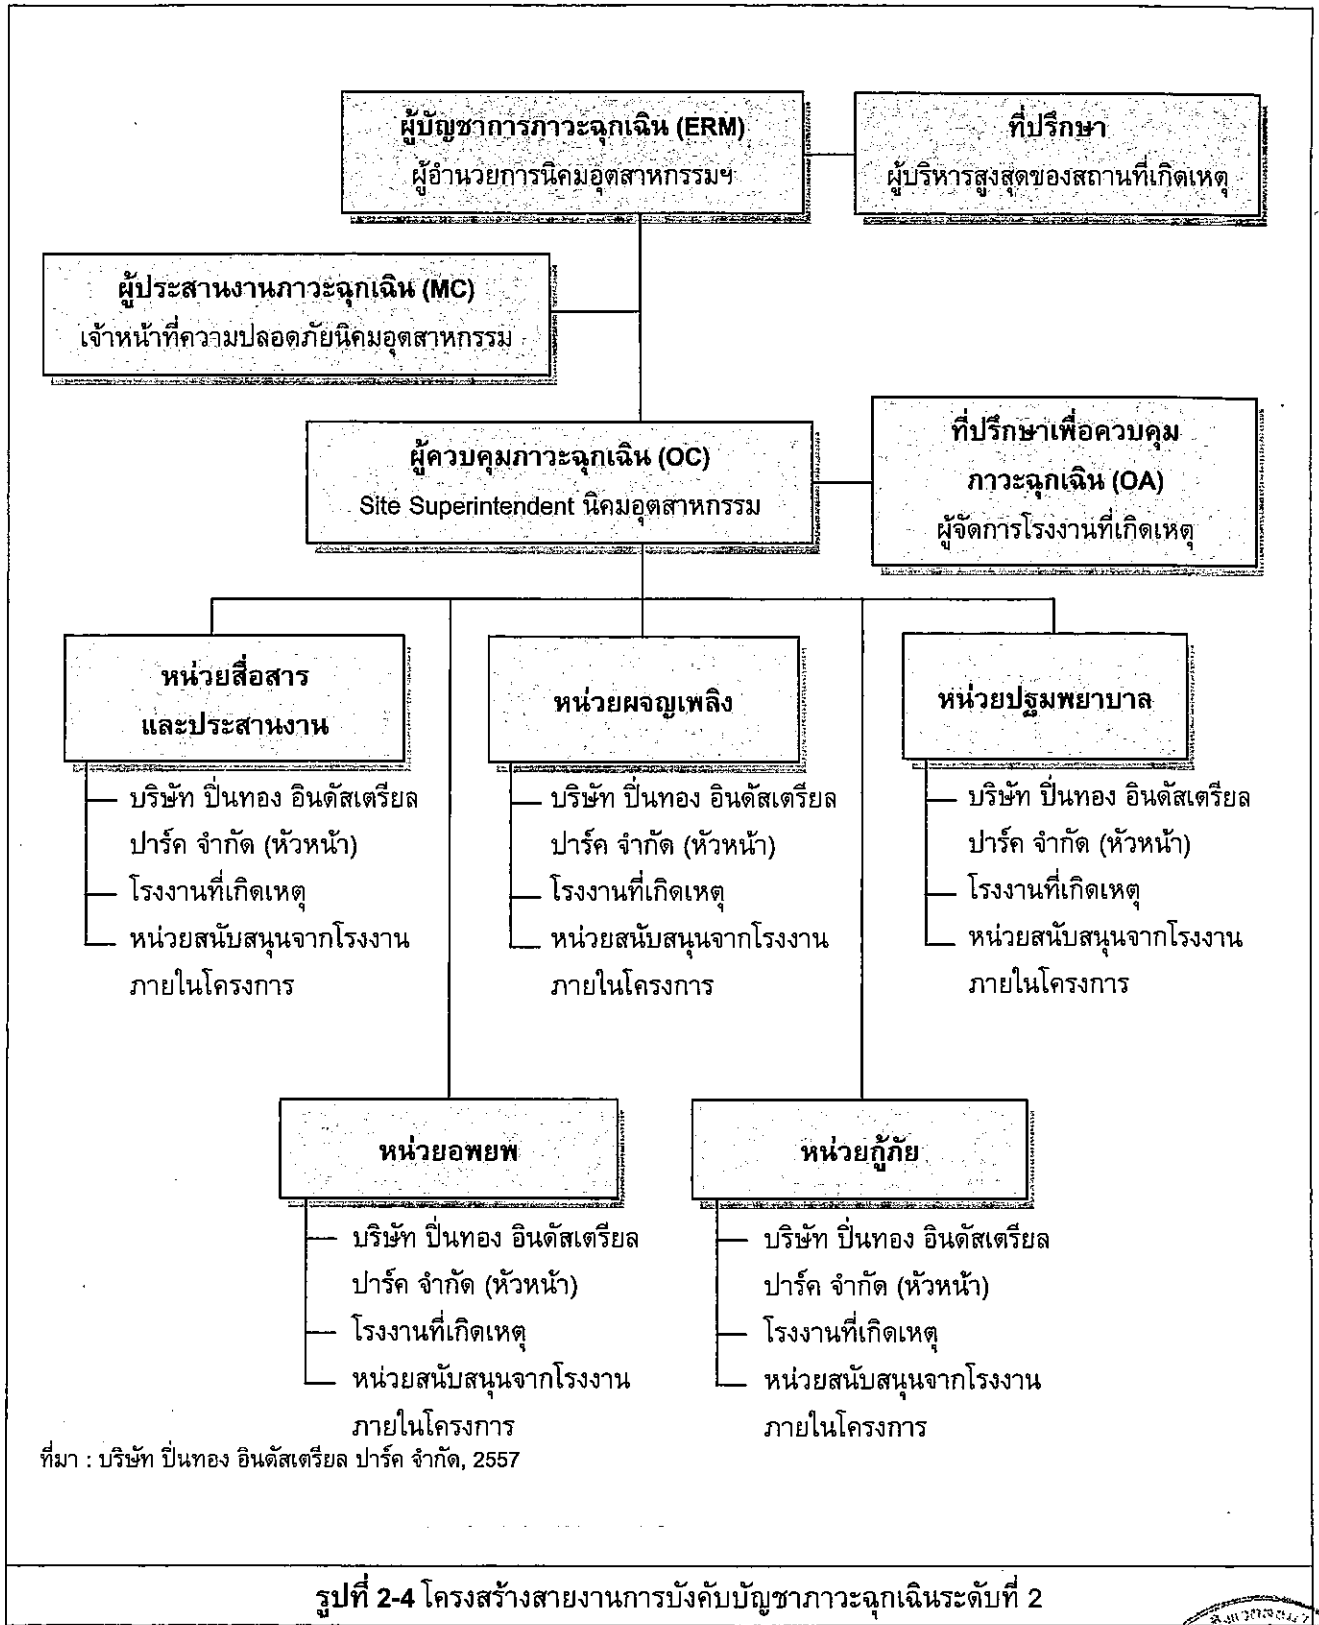 ผู้บัญชาการภาวะฉุกเฉิน (ERM)
ผู้อำนวยการนิคมอุตสาหกรรมฯ
ที่ปรึกษา
ผู้บริหารสูงสุดของสถานที่เกิดเหตุ
ผู้ประสานงานภาวะฉุกเฉิน (MC)
เจ้าหน้าที่ความปลอดภัยนิคมอุตสาหกรรม
ผู้ควบคุมภาวะฉุกเฉิน (OC)
Site Superintendent นิคมอุตสาหกรรม
ที่ปรึกษาเพื่อควบคุม
ภาวะฉุกเฉิน (OA)
ผู้จัดการโรงงานที่เกิดเหตุ
หน่วยสื่อสาร
และประสานงาน
บริษัท ปิ่นทอง อินดัสเตรียล
ปาร์ค จำกัด (หัวหน้า)
โรงงานที่เกิดเหตุ
หน่วยสนับสนุนจากโรงงาน
ภายในโครงการ
หน่วยผจญเพลิง
บริษัท ปิ่นทอง อินดัสเตรียล
ปาร์ค จำกัด (หัวหน้า)
โรงงานที่เกิดเหตุ
หน่วยสนับสนุนจากโรงงาน
ภายในโครงการ
หน่วยปฐมพยาบาล
บริษัท ปิ่นทอง อินดัสเตรียล
ปาร์ค จำกัด (หัวหน้า)
โรงงานที่เกิดเหตุ
หน่วยสนับสนุนจากโรงงาน
ภายในโครงการ
หน่วยอพยพ
บริษัท ปิ่นทอง อินดัสเตรียล
ปาร์ค จำกัด (หัวหน้า)
โรงงานที่เกิดเหตุ
หน่วยสนับสนุนจากโรงงาน
ภายในโครงการ
หน่วยกู้ภัย
บริษัท ปิ่นทอง อินดัสเตรียล
ปาร์ค จำกัด (หัวหน้า)
โรงงานที่เกิดเหตุ
หน่วยสนับสนุนจากโรงงาน
ภายในโครงการ
ที่มา : บริษัท ปิ่นทอง อินดัสเตรียล ปาร์ค จำกัด, 2557
รูปที่ 2-4 โครงสร้างสายงานการบังคับบัญชาภาวะฉุกเฉินระดับที่ 2